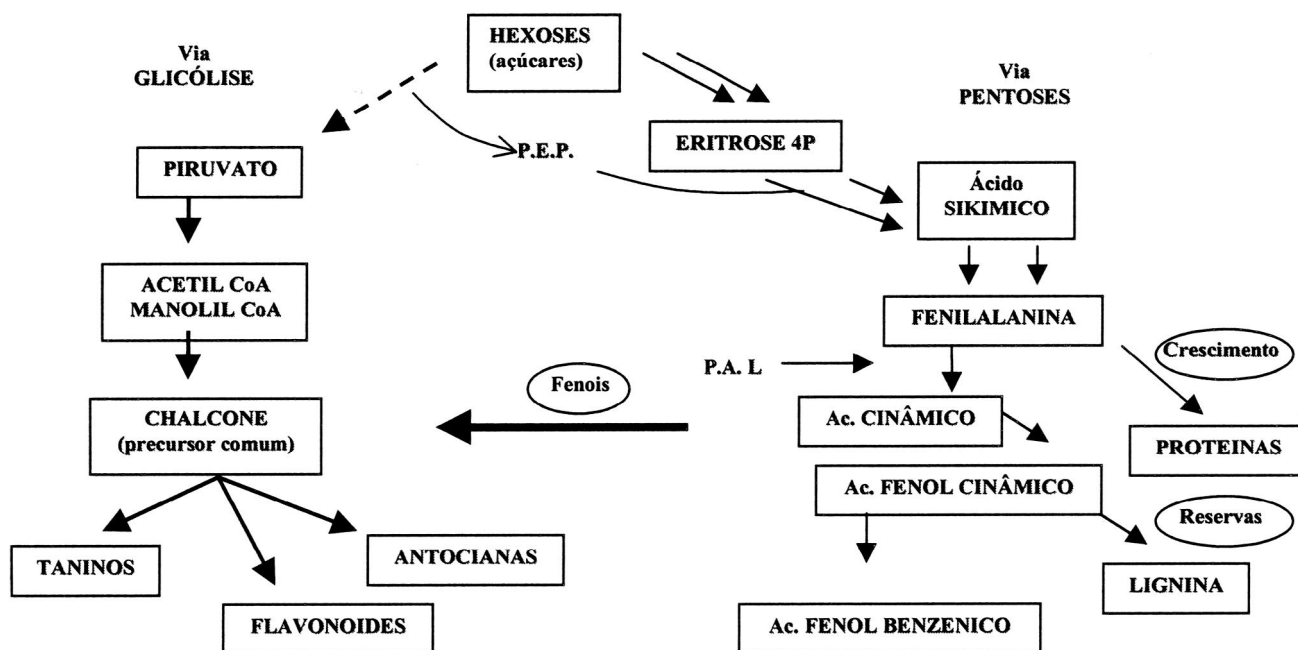 HEXOSES
(açúcares)
Via
GLICÓLISE
Via
PENTOSES
P.E.P.
ERITROSE 4P
PIRUVATO
Ácido
SIKIMICO
ACETIL CoA
MANOLIL CoA
FENILALANINA
P.A. L
Crescimento
Fenois
CHALCONE
(precursor comum)
Ac. CINÂMICO
PROTEINAS
Ac. FENOL CINÂMICO
Reservas
TANINOS
ANTOCIANAS
LIGNINA
FLAVONOIDES
Ac. FENOL BENZENICO